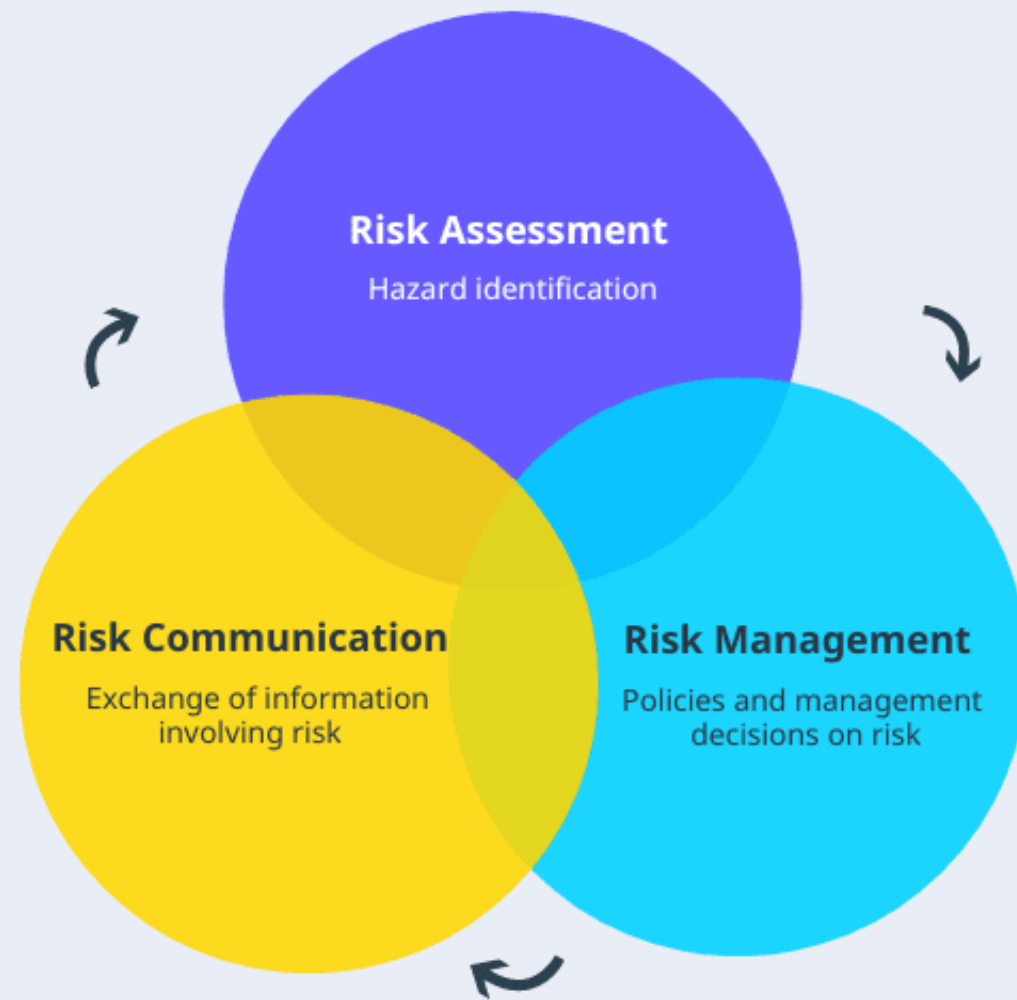 Risk Assessment
Hazard identification
Risk Communication
Exchange of information
involving risk
Risk Management
Policies and management
decisions on risk